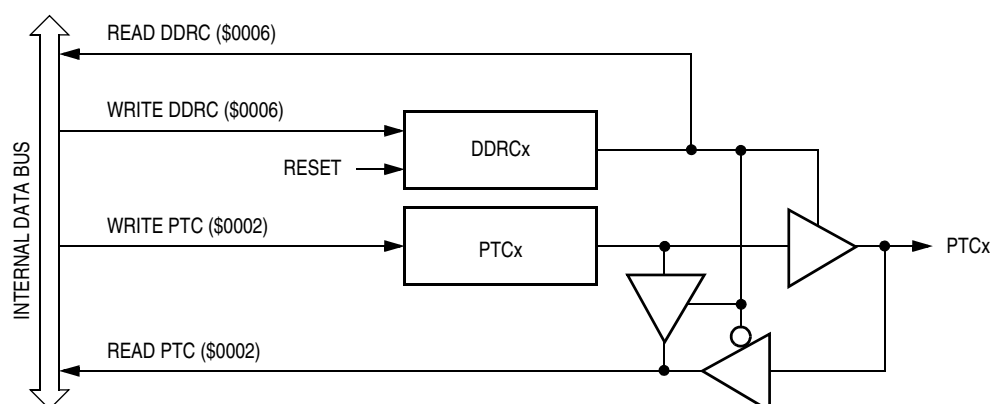 READ DDRC ($0006)
WRITE DDRC ($0006)
DDRCx
RESET
INTERNAL DATA BUS
WRITE PTC ($0002)
PTCx
PTCx
READ PTC ($0002)